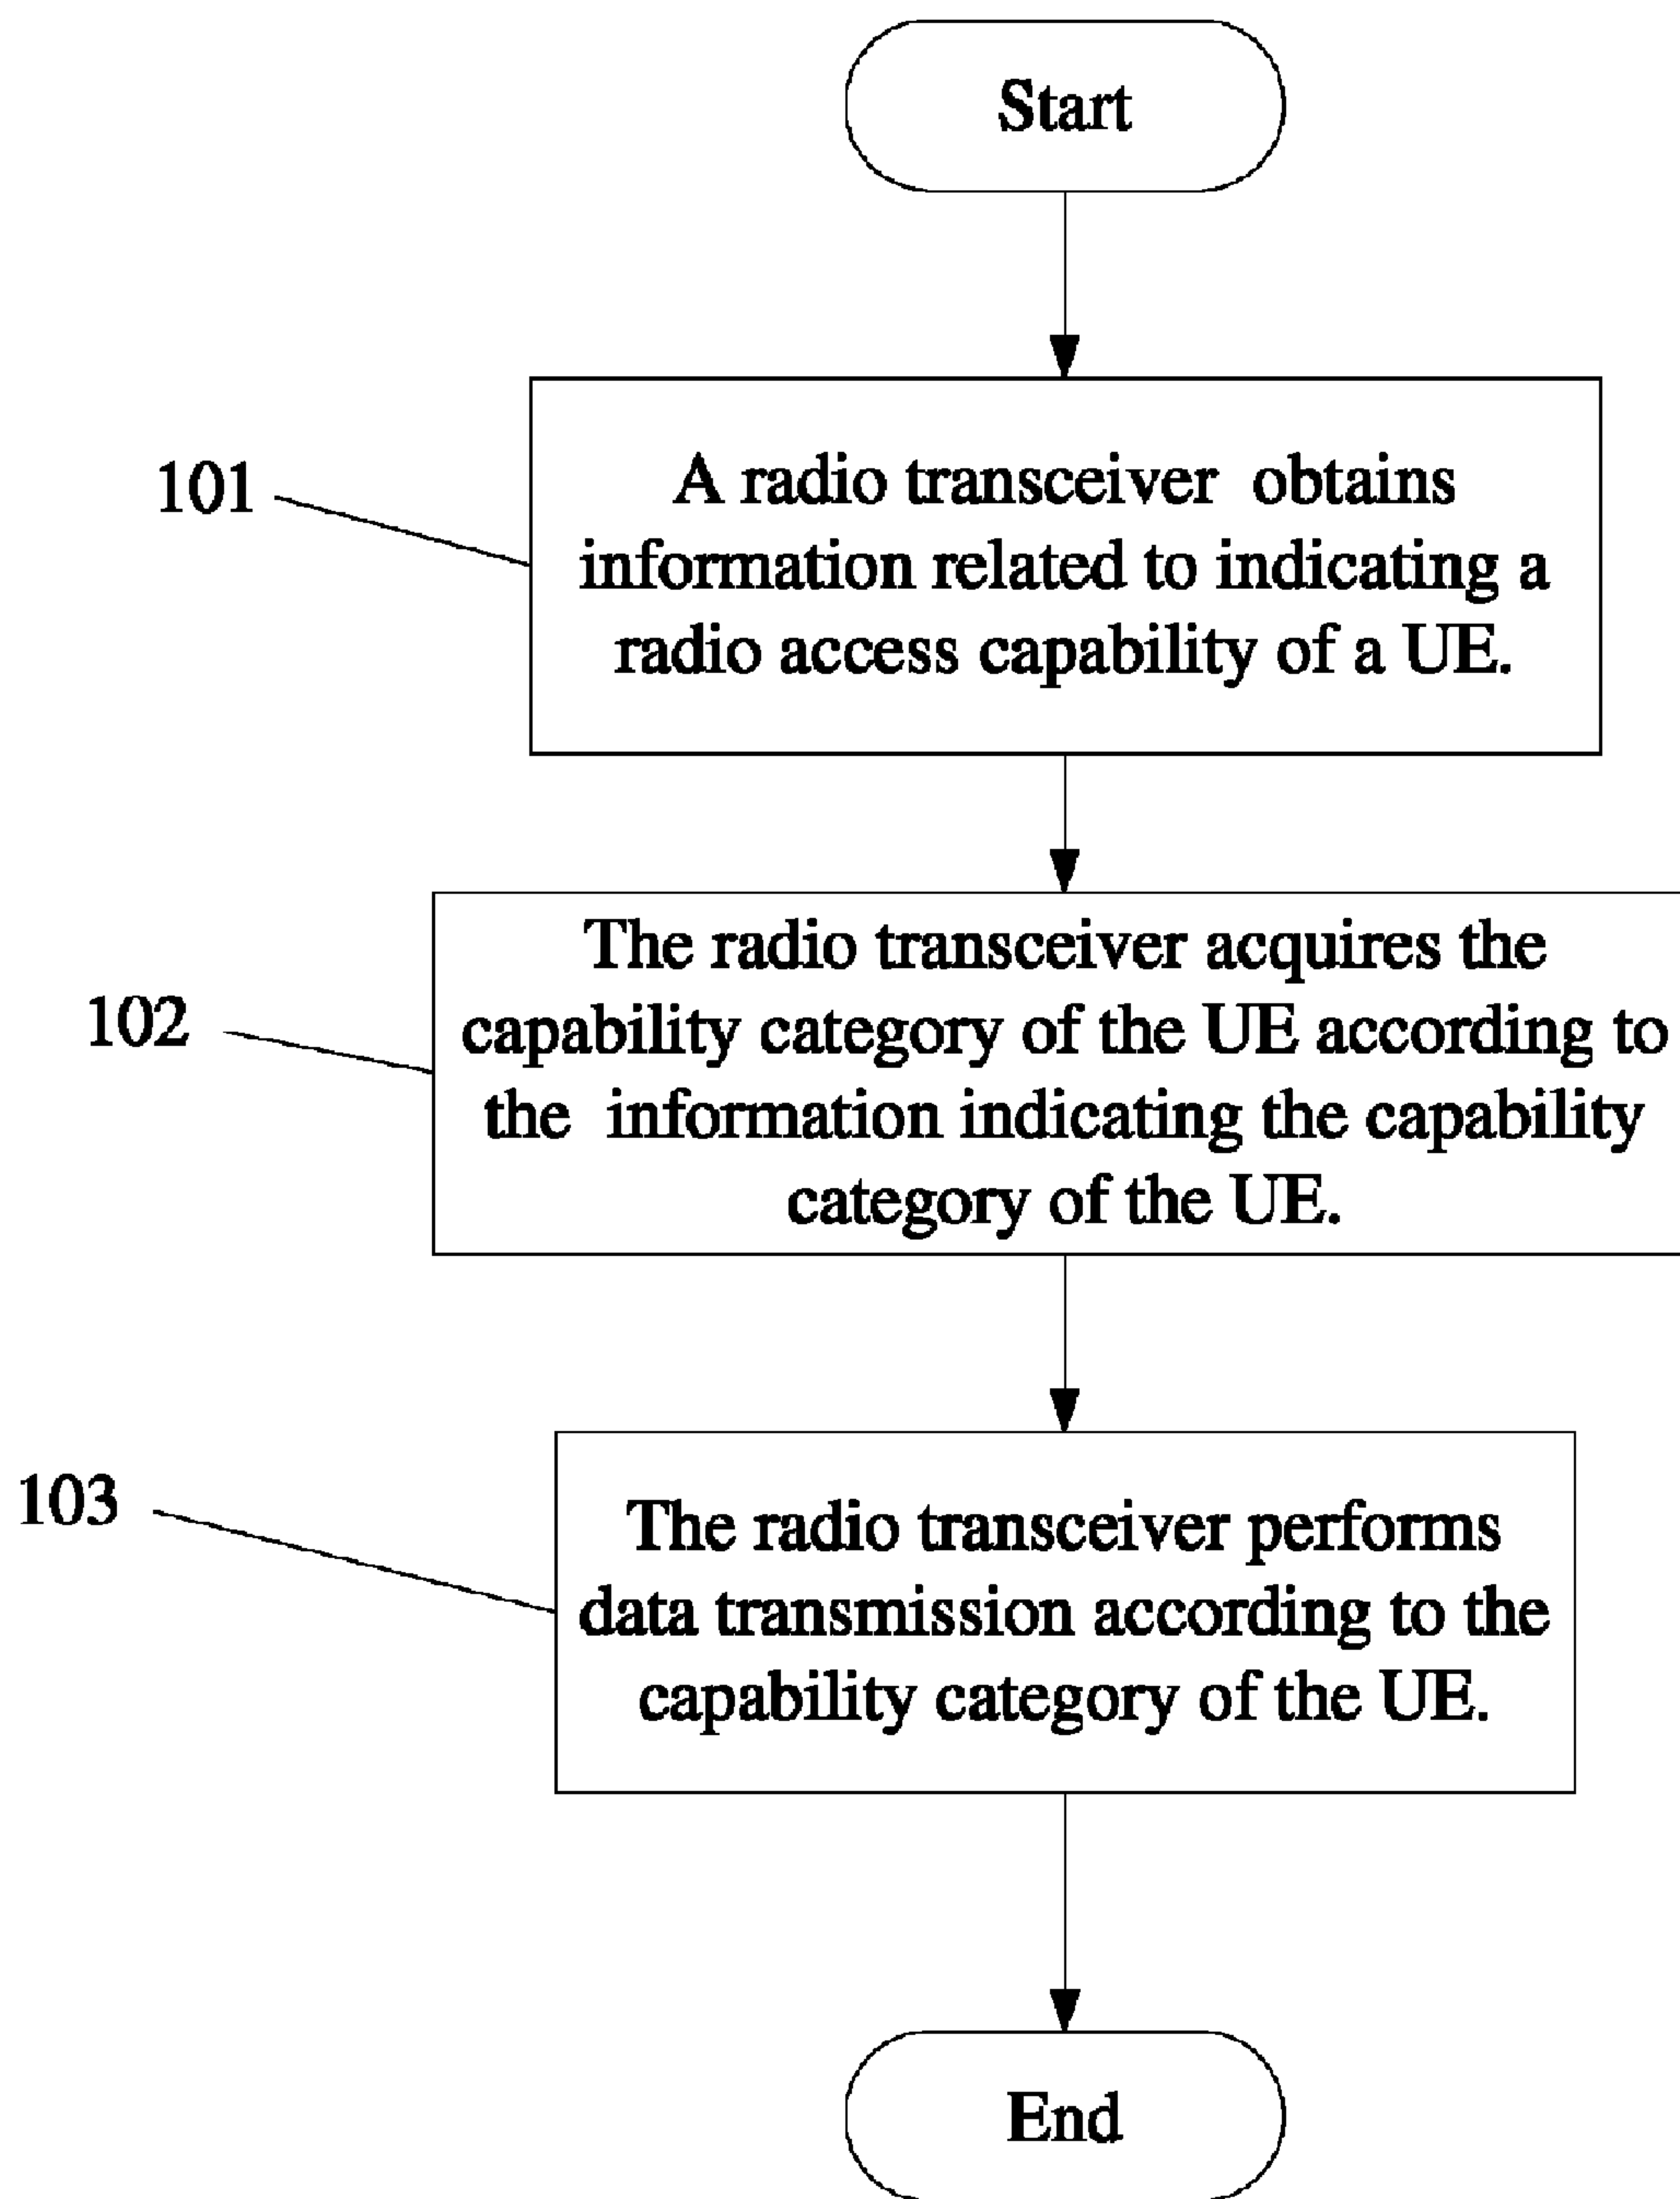 Start
101
A radio transceiver obtains
information related to indicating a
radio access capability of a UE.
102
The radio transceiver acquires the
capability category of the UE according to
the information indicating the capability
category of the UE.
103
The radio transceiver performs
data transmission according to the
capability category of the UE.
End